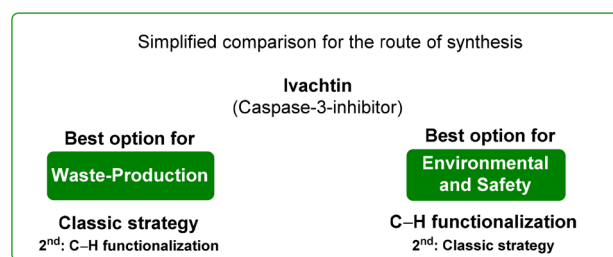 Simplified comparison for the route of synthesis
Ivachtin
(Caspase-3-inhibitor)
Best option for
Waste-Production
Classic strategy
2nd: C–H functionalization
Best option for
Environmental
and Safety
C–H functionalization
2nd: Classic strategy